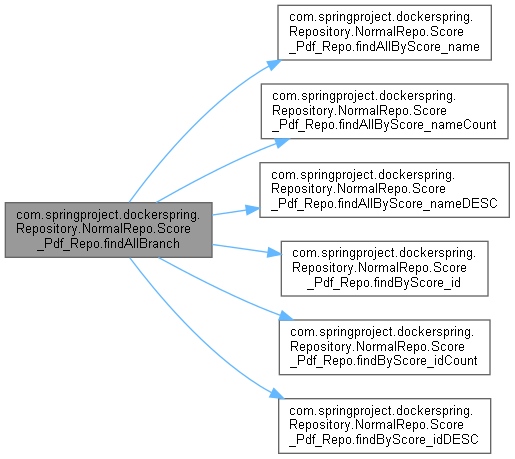 com.springproject.dockerspring.
Repository.NormalRepo.Score
_Pdf_Repo.findAllByScore_name
com.springproject.dockerspring.
Repository.NormalRepo.Score
_Pdf_Repo.findAllByScore_nameCount
com.springproject.dockerspring.
Repository.NormalRepo.Score
_Pdf_Repo.findAllByScore_nameDESC
com.springproject.dockerspring.
Repository.NormalRepo.Score
_Pdf_Repo.findAllBranch
com.springproject.dockerspring.
Repository.NormalRepo.Score
_Pdf_Repo.findByScore_id
com.springproject.dockerspring.
Repository.NormalRepo.Score
_Pdf_Repo.findByScore_idCount
com.springproject.dockerspring.
Repository.NormalRepo.Score
_Pdf_Repo.findByScore_idDESC